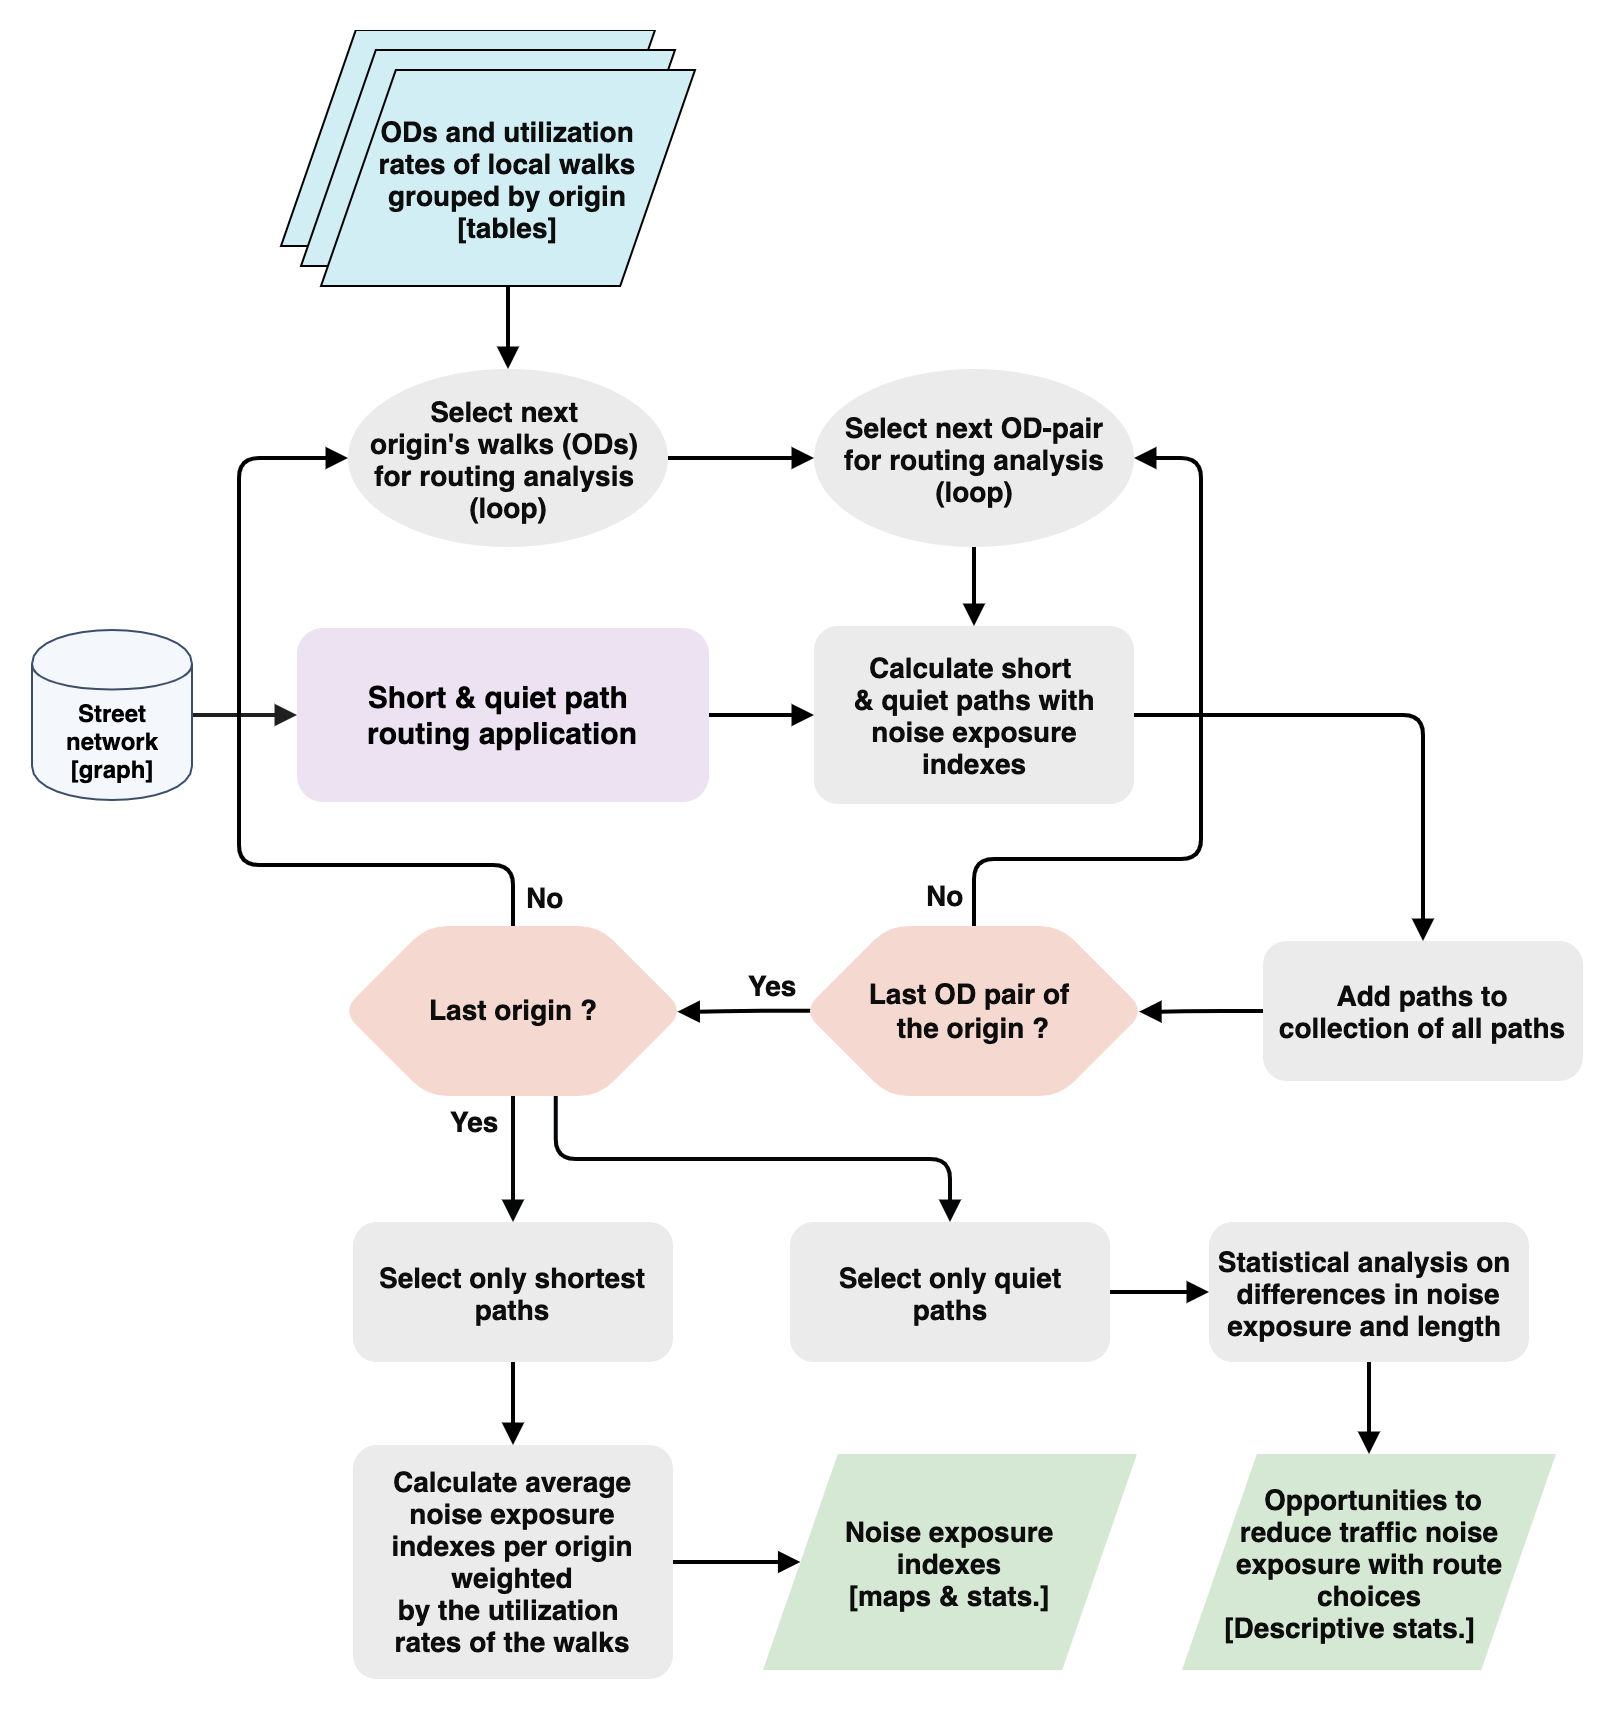 ODs and utilization
rates of local walks
grouped by origin
[tables]
Select next
origin's walks (ODs)
for routing analysis
(loop)
Select next OD-pair
for routing analysis
(loop)
Street
network
[graph]
Short & quiet path
routing application
Calculate short
& quiet paths with
noise exposure
indexes
No
No
Last origin ?
Yes
Last OD pair of
the origin ?
Add paths to
collection of all paths
Yes
Select only shortest
paths
Select only quiet
paths
Statistical analysis on
differences in noise
exposure and length
Calculate average
noise exposure
indexes per origin
weighted
by the utilization
rates of the walks
Noise exposure
indexes
[maps & stats.]
Opportunities to
reduce traffic noise
exposure with route
choices
[Descriptive stats.]